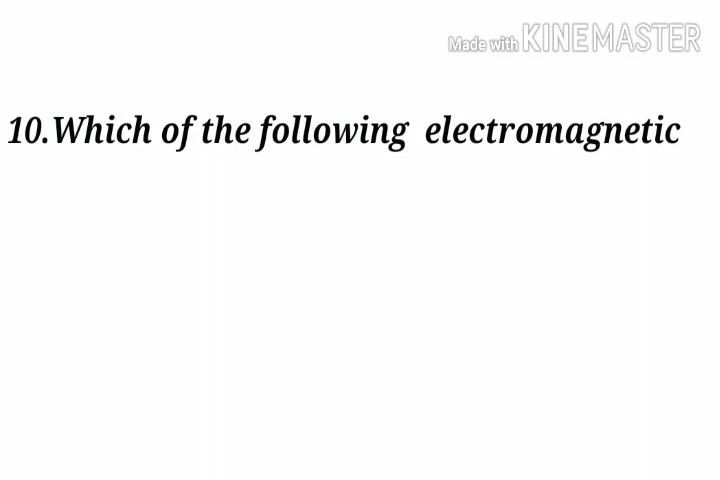 Made with KINEMASTER
10.Which of the following electromagnetic